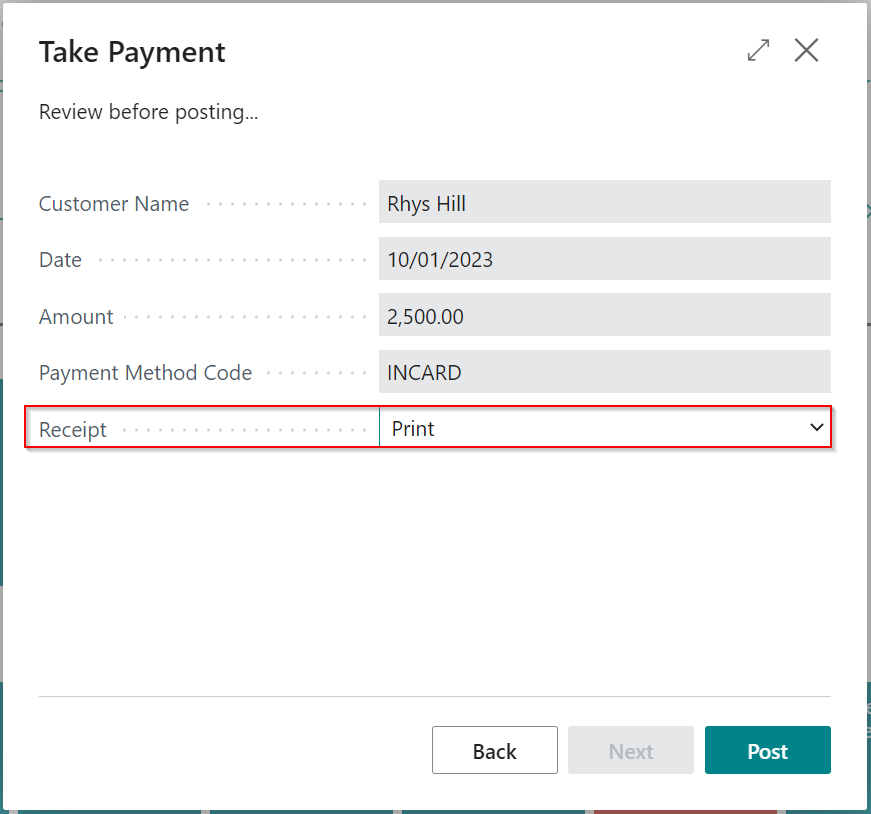 Take Payment
Review before posting...
Customer Name Rhys Hill
Date 10/01/2023
Amount 2,500.00
Payment Method Code INCARD
Receipt Print
Back Next Post